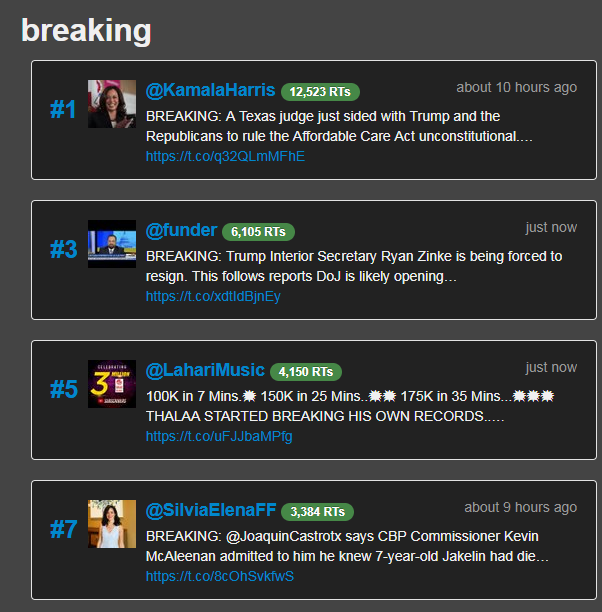 breaking
#1
@KamalaHarris 12,523 RTs about 10 hours ago
BREAKING: A Texas judge just sided with Trump and the
Republicans to rule the Affordable Care Act unconstitutional.…
https://t.co/q32QLmMFhE
#3
@funder 6,105 RTs just now
BREAKING: Trump Interior Secretary Ryan Zinke is being forced to
resign. This follows reports DoJ is likely opening…
https://t.co/xdtIdBjnEy
#5
CELEBRATING
3 MILLION
SUBSCRIBERS
@LahariMusic 4,150 RTs just now
100K in 7 Mins.✹ 150K in 25 Mins..✹✹ 175K in 35 Mins...✹✹✹
THALAA STARTED BREAKING HIS OWN RECORDS..…
https://t.co/uFJJbaMPfg
#7
@SilviaElenaFF 3,384 RTs about 9 hours ago
BREAKING: @JoaquinCastrotx says CBP Commissioner Kevin
McAleenan admitted to him he knew 7-year-old Jakelin had die…
https://t.co/8cOhSvkfwS